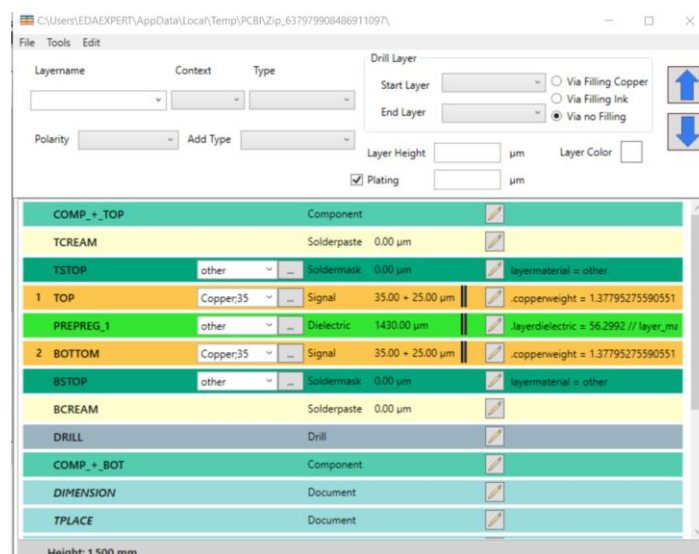 C:\Users\EDAEXPERT\AppData\Local\Temp\PCBI\Zip_637979908486911097\
File Tools Edit
Layername Context Type
Drill Layer
Start Layer
End Layer
Via Filling Copper
Via Filling Ink
Via no Filling
Polarity Add Type
Layer Height µm Layer Color
Plating µm
COMP_+_TOP Component
TCREAM Solderpaste 0.00 µm
TSTOP other ... Soldermask 0.00 µm layermaterial = other
1 TOP Copper;35 ... Signal 35.00 + 25.00 µm .copperweight = 1.37795275590551
PREPREG_1 other ... Dielectric 1430.00 µm .layerdielectric = 56.2992 // layer_ma
2 BOTTOM Copper;35 ... Signal 35.00 + 25.00 µm .copperweight = 1.37795275590551
BSTOP other ... Soldermask 0.00 µm layermaterial = other
BCREAM Solderpaste 0.00 µm
DRILL Drill
COMP_+_BOT Component
DIMENSION Document
TPLACE Document
Height: 1.500 mm